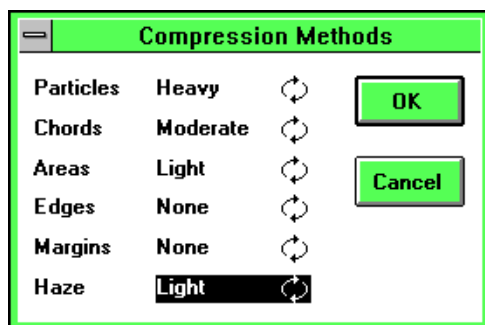 Compression Methods
Particles Heavy
Chords Moderate
Areas Light
Edges None
Margins None
Haze Light
OK
Cancel